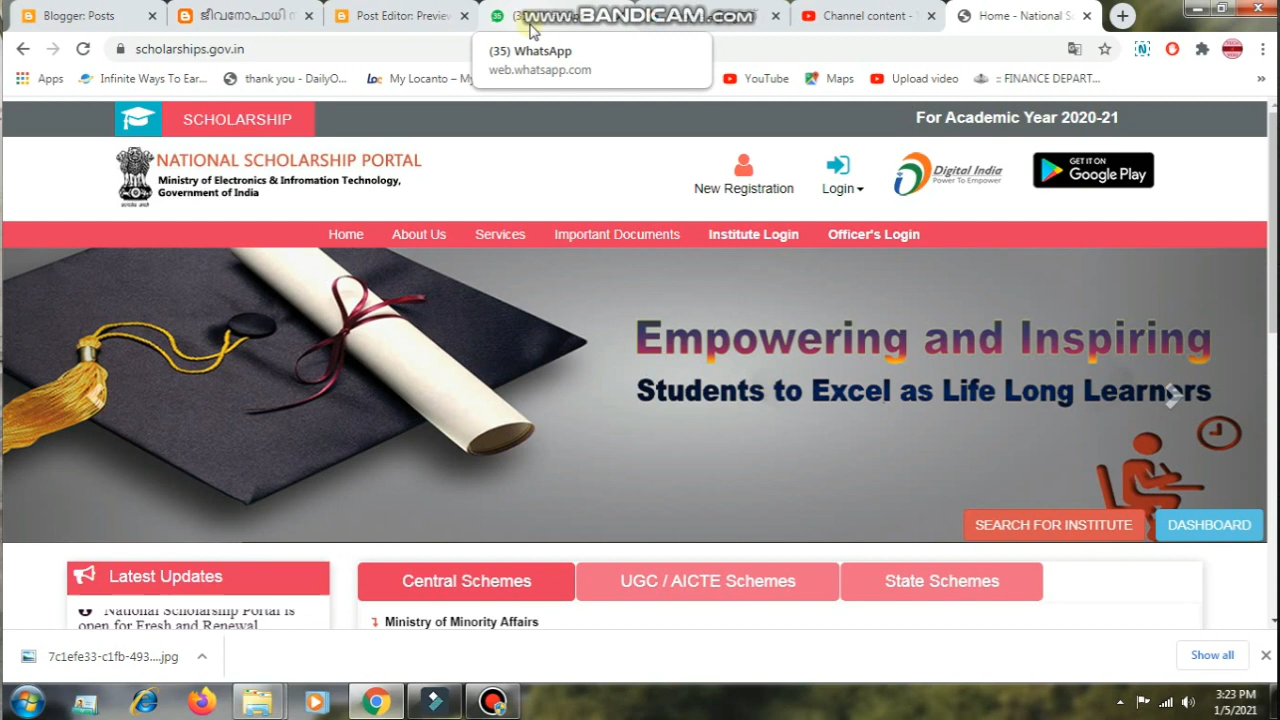 Blogger: Posts
ജീവനോപാധി
Post Editor: Preview
www.BANDICAM.com
Channel content -
Home - National S
scholarships.gov.in
(35) WhatsApp
web.whatsapp.com
Apps
Infinite Ways To Ear...
thank you - DailyO...
My Locanto – My
YouTube
Maps
Upload video
:: FINANCE DEPART...
SCHOLARSHIP
For Academic Year 2020-21
NATIONAL SCHOLARSHIP PORTAL
Ministry of Electronics & Infromation Technology,
Government of India
New Registration
Login
Digital India
Power To Empower
GET IT ON
Google Play
Home
About Us
Services
Important Documents
Institute Login
Officer's Login
Empowering and Inspiring
Students to Excel as Life Long Learners
SEARCH FOR INSTITUTE
DASHBOARD
Latest Updates
Central Schemes
UGC / AICTE Schemes
State Schemes
National Scholarship Portal is
open for Fresh and Renewal
Ministry of Minority Affairs
7c1efe33-c1fb-493....jpg
Show all
3:23 PM
1/5/2021